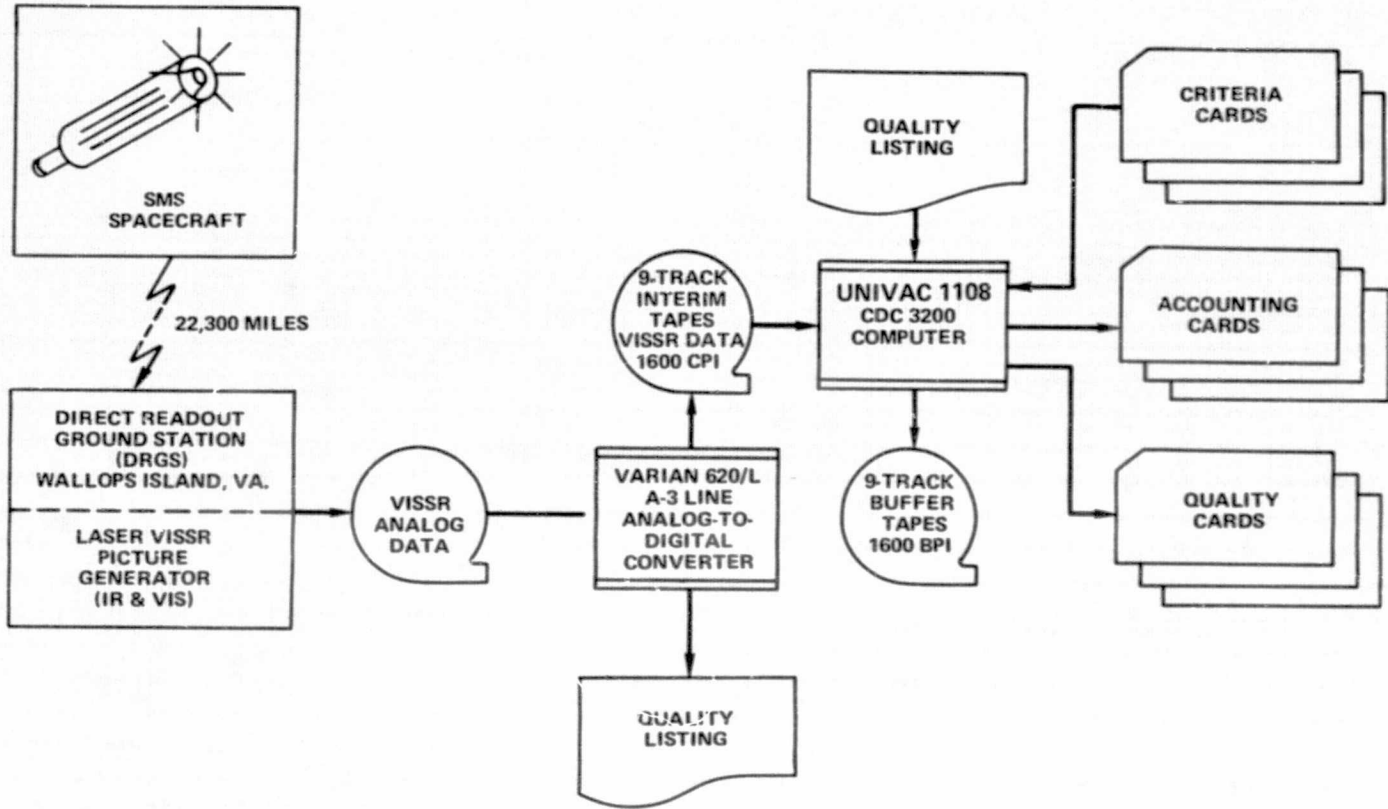 SMS
SPACECRAFT
22,300 MILES
DIRECT READOUT
GROUND STATION
(DRGS)
WALLOPS ISLAND, VA.
LASER VISSR
PICTURE
GENERATOR
(IR & VIS)
VISSR
ANALOG
DATA
9-TRACK
INTERIM
TAPES
VISSR DATA
1600 CPI
VARIAN 620/L
A-3 LINE
ANALOG-TO-
DIGITAL
CONVERTER
QUALITY
LISTING
QUALITY
LISTING
UNIVAC 1108
CDC 3200
COMPUTER
9-TRACK
BUFFER
TAPES
1600 BPI
CRITERIA
CARDS
ACCOUNTING
CARDS
QUALITY
CARDS